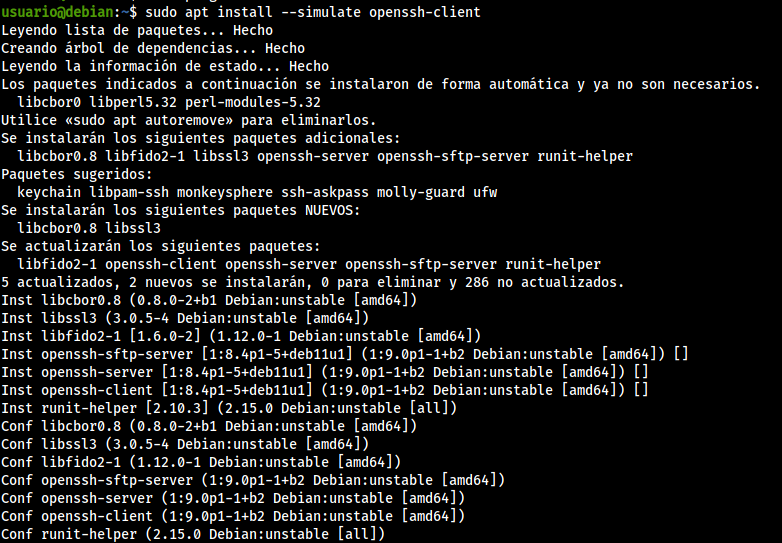 usuario@debian:~$ sudo apt install --simulate openssh-client
Leyendo lista de paquetes... Hecho
Creando árbol de dependencias... Hecho
Leyendo la información de estado... Hecho
Los paquetes indicados a continuación se instalaron de forma automática y ya no son necesarios.
  libcbor0 libperl5.32 perl-modules-5.32
Utilice «sudo apt autoremove» para eliminarlos.
Se instalarán los siguientes paquetes adicionales:
  libcbor0.8 libfido2-1 libssl3 openssh-server openssh-sftp-server runit-helper
Paquetes sugeridos:
  keychain libpam-ssh monkeysphere ssh-askpass molly-guard ufw
Se instalarán los siguientes paquetes NUEVOS:
  libcbor0.8 libssl3
Se actualizarán los siguientes paquetes:
  libfido2-1 openssh-client openssh-server openssh-sftp-server runit-helper
5 actualizados, 2 nuevos se instalarán, 0 para eliminar y 286 no actualizados.
Inst libcbor0.8 (0.8.0-2+b1 Debian:unstable [amd64])
Inst libssl3 (3.0.5-4 Debian:unstable [amd64])
Inst libfido2-1 [1.6.0-2] (1.12.0-1 Debian:unstable [amd64])
Inst openssh-sftp-server [1:8.4p1-5+deb11u1] (1:9.0p1-1+b2 Debian:unstable [amd64]) []
Inst openssh-server [1:8.4p1-5+deb11u1] (1:9.0p1-1+b2 Debian:unstable [amd64]) []
Inst openssh-client [1:8.4p1-5+deb11u1] (1:9.0p1-1+b2 Debian:unstable [amd64]) []
Inst runit-helper [2.10.3] (2.15.0 Debian:unstable [all])
Conf libcbor0.8 (0.8.0-2+b1 Debian:unstable [amd64])
Conf libssl3 (3.0.5-4 Debian:unstable [amd64])
Conf libfido2-1 (1.12.0-1 Debian:unstable [amd64])
Conf openssh-sftp-server (1:9.0p1-1+b2 Debian:unstable [amd64])
Conf openssh-server (1:9.0p1-1+b2 Debian:unstable [amd64])
Conf openssh-client (1:9.0p1-1+b2 Debian:unstable [amd64])
Conf runit-helper (2.15.0 Debian:unstable [all])